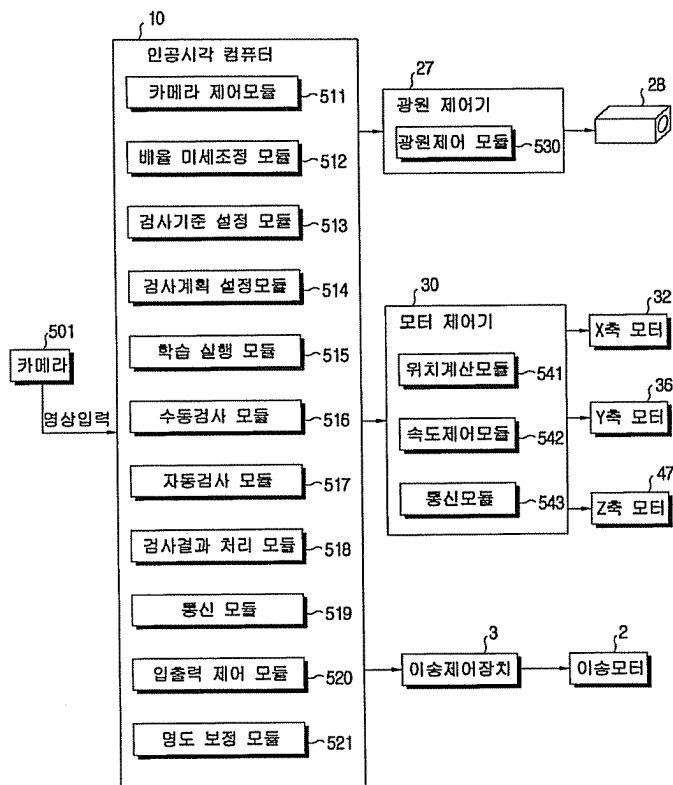 10
인공시각 컴퓨터
카메라 제어모듈 511
배율 미세조정 모듈 512
검사기준 설정 모듈 513
검사계획 설정모듈 514
학습 실행 모듈 515
수동검사 모듈 516
자동검사 모듈 517
검사결과 처리 모듈 518
통신 모듈 519
입출력 제어 모듈 520
명도 보정 모듈 521
501
카메라
영상입력
27
광원 제어기
광원제어 모듈 530
28
30
모터 제어기
위치계산모듈 541
속도제어모듈 542
통신모듈 543
32
X축 모터
36
Y축 모터
47
Z축 모터
3
이송제어장치
2
이송모터